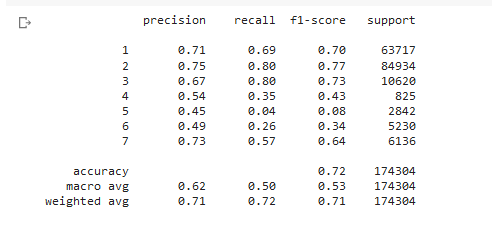 precision recall f1-score support
1 0.71 0.69 0.70 63717
2 0.75 0.80 0.77 84934
3 0.67 0.80 0.73 10620
4 0.54 0.35 0.43 825
5 0.45 0.04 0.08 2842
6 0.49 0.26 0.34 5230
7 0.73 0.57 0.64 6136
accuracy 0.72 174304
macro avg 0.62 0.50 0.53 174304
weighted avg 0.71 0.72 0.71 174304